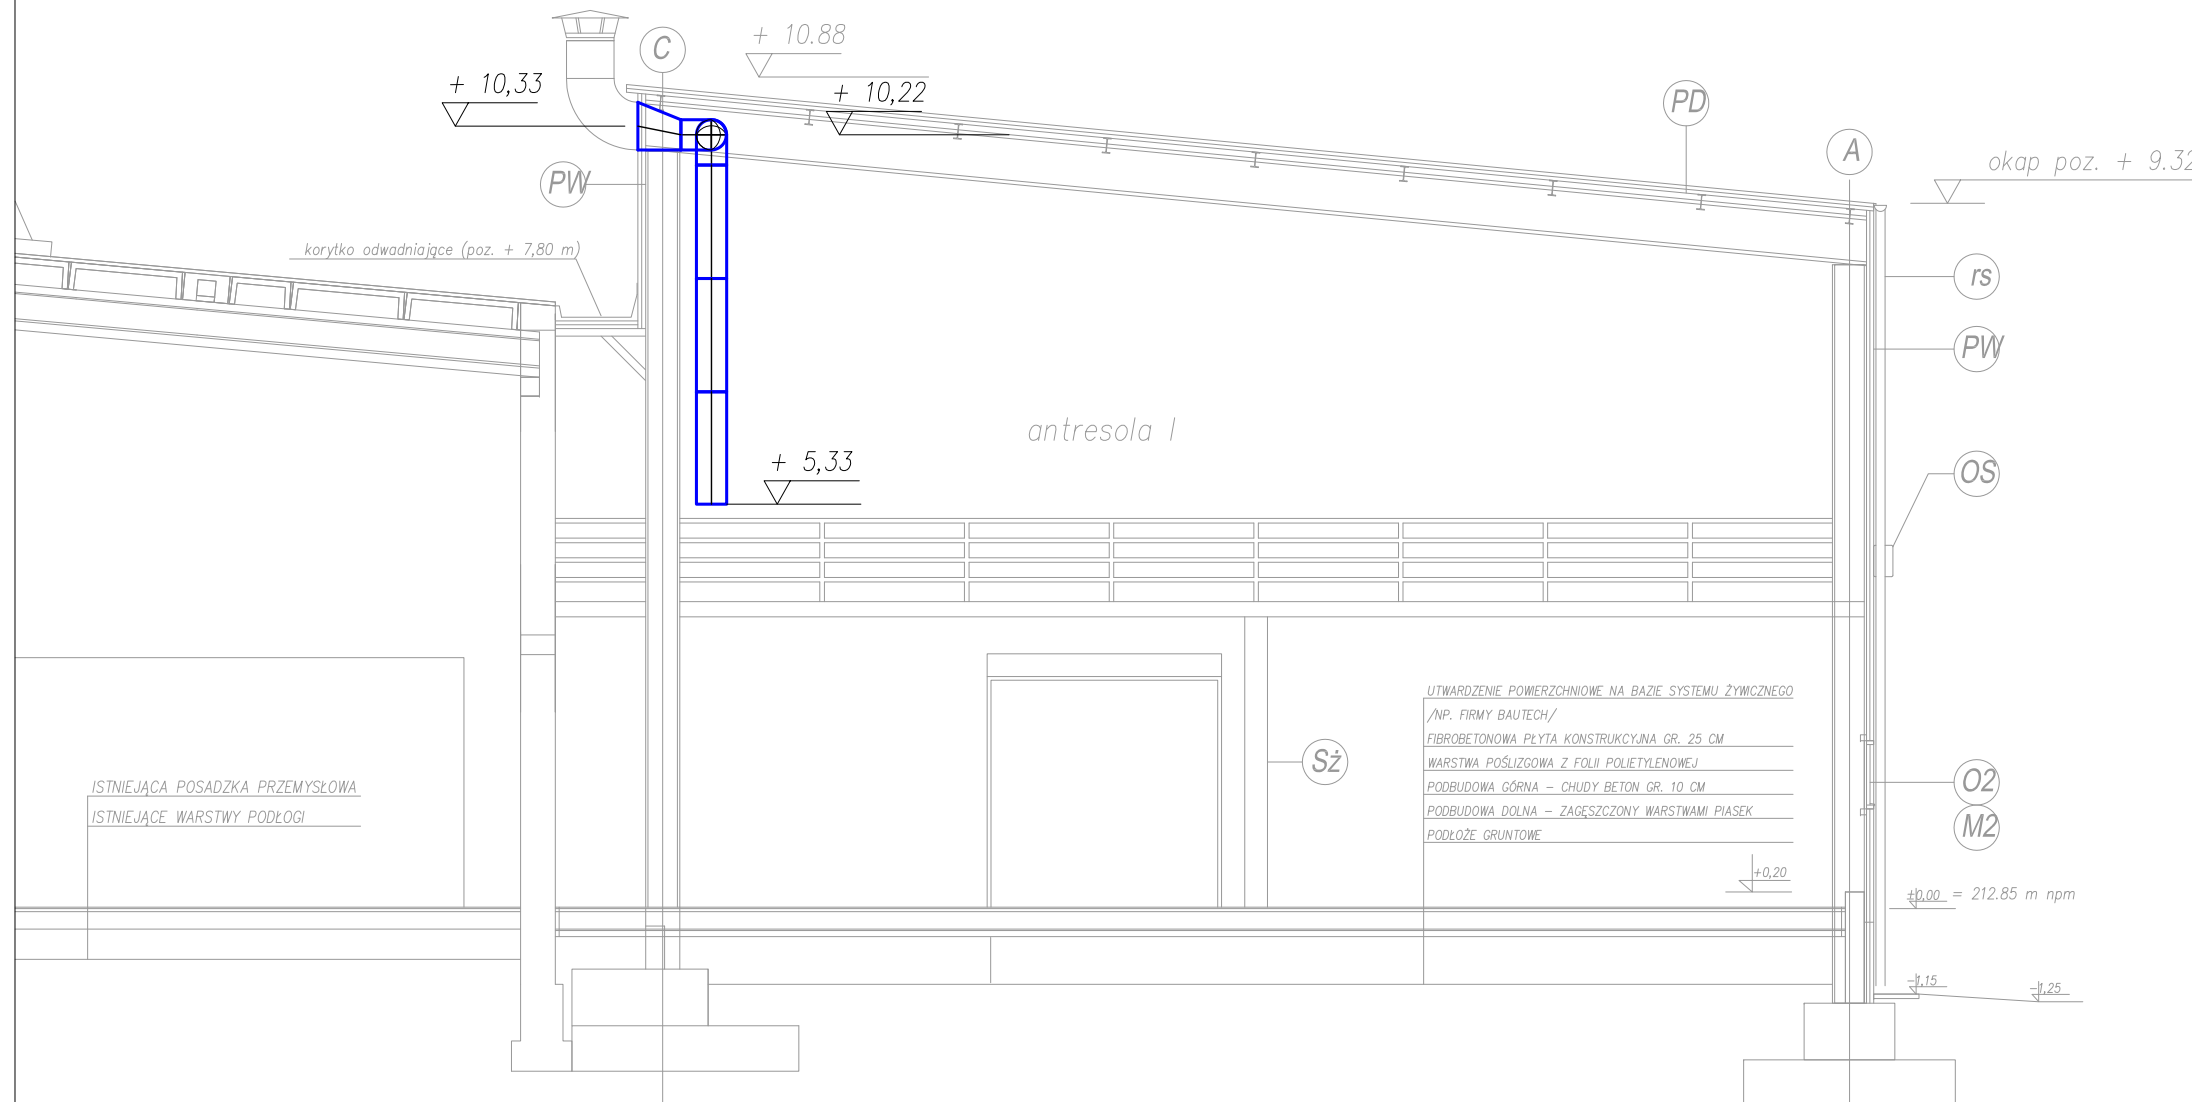 C
+ 10.88
+ 10,33
+ 10,22
PD
A
okap poz. + 9.32
PW
korytko odwadniające (poz. + 7,80 m)
rs
PW
antresola I
+ 5,33
OS
UTWARDZENIE POWIERZCHNIOWE NA BAZIE SYSTEMU ŻYWICZNEGO
/NP. FIRMY BAUTECH/
FIBROBETONOWA PŁYTA KONSTRUKCYJNA GR. 25 CM
WARSTWA POŚLIZGOWA Z FOLII POLIETYLENOWEJ
PODBUDOWA GÓRNA – CHUDY BETON GR. 10 CM
PODBUDOWA DOLNA – ZAGĘSZCZONY WARSTWAMI PIASEK
PODŁOŻE GRUNTOWE
Sż
ISTNIEJĄCA POSADZKA PRZEMYSŁOWA
ISTNIEJĄCE WARSTWY PODŁOGI
O2
M2
+0,20
±0,00 = 212.85 m npm
-1,15
-1,25